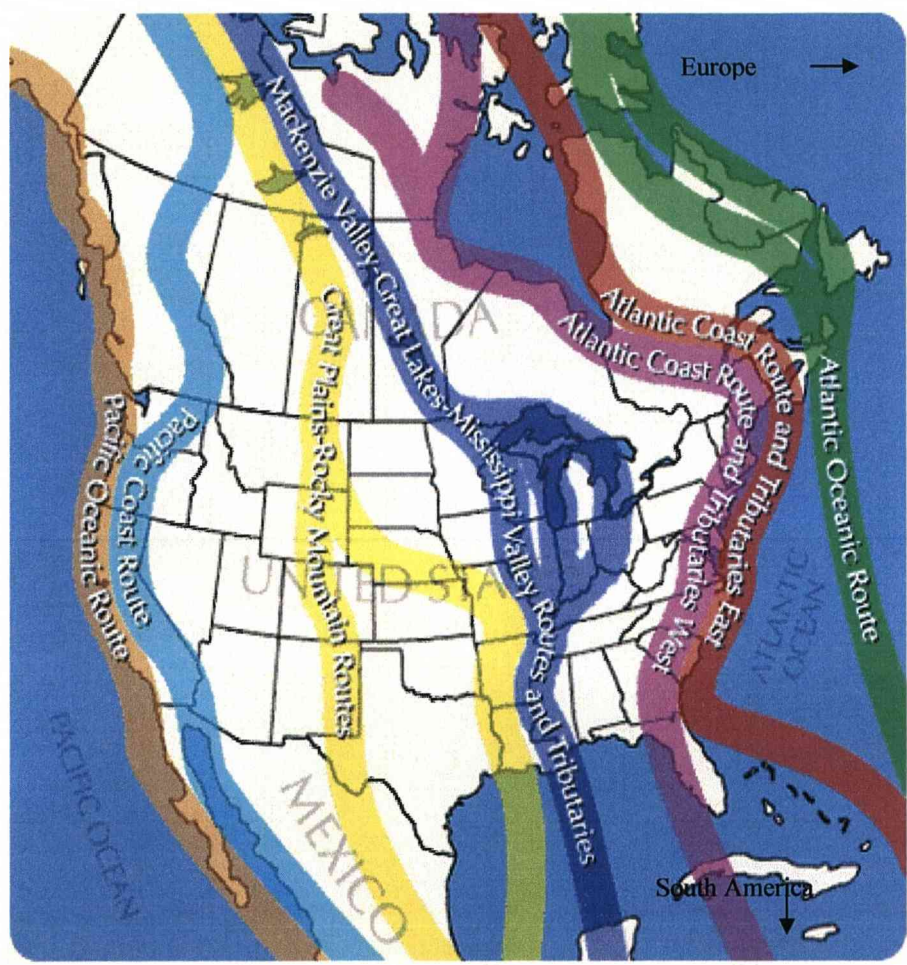 Europe
Mackenzie Valley-Great Lakes-Mississippi Valley Routes and Tributaries
CANADA
Great Plains-Rocky Mountain Routes
Atlantic Coast Route and Tributaries East
Atlantic Coast Route and Tributaries West
Atlantic Oceanic Route
Pacific Coast Route
Pacific Oceanic Route
UNITED STA
ATLANTIC
OCEAN
PACIFIC OCEAN
MEXICO
South America